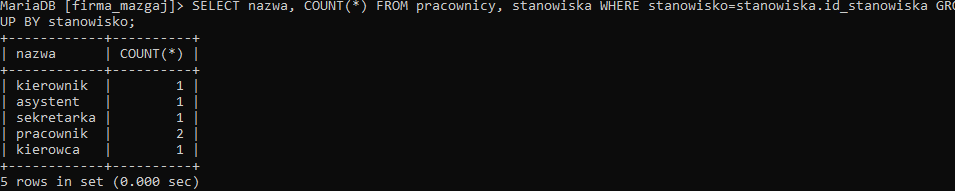 MariaDB [firma_mazgaj]> SELECT nazwa, COUNT(*) FROM pracownicy, stanowiska WHERE stanowisko=stanowiska.id_stanowiska GRO
UP BY stanowisko;
+------------+----------+
| nazwa      | COUNT(*) |
+------------+----------+
| kierownik  |        1 |
| asystent   |        1 |
| sekretarka |        1 |
| pracownik  |        2 |
| kierowca   |        1 |
+------------+----------+
5 rows in set (0.000 sec)